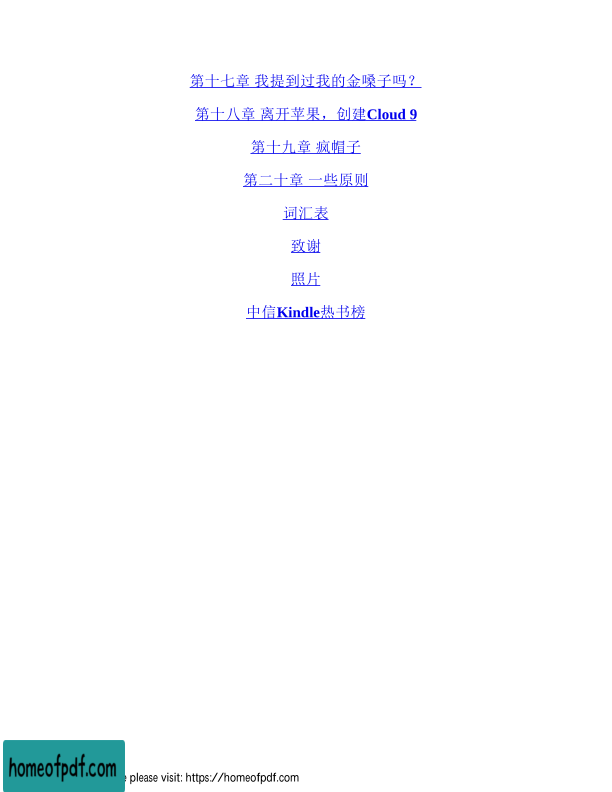 第十七章 我提到过我的金嗓子吗？
第十八章 离开苹果，创建Cloud 9
第十九章 疯帽子
第二十章 一些原则
词汇表
致谢
照片
中信Kindle热书榜
homeofpdf.com
please visit: https://homeofpdf.com